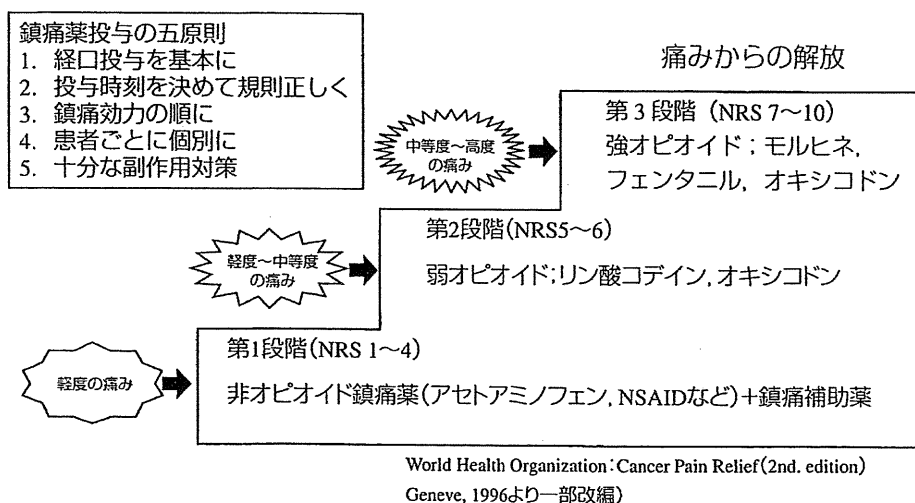 鎮痛薬投与の五原則
1. 経口投与を基本に
2. 投与時刻を決めて規則正しく
3. 鎮痛効力の順に
4. 患者ごとに個別に
5. 十分な副作用対策
痛みからの解放
中等度～高度
の痛み
第3段階 (NRS 7～10)
強オピオイド；モルヒネ,
フェンタニル, オキシコドン
軽度～中等度
の痛み
第2段階(NRS5～6)
弱オピオイド;リン酸コデイン,オキシコドン
軽度の痛み
第1段階(NRS 1～4)
非オピオイド鎮痛薬(アセトアミノフェン, NSAIDなど)＋鎮痛補助薬
World Health Organization：Cancer Pain Relief(2nd. edition)
Geneve, 1996より一部改編)